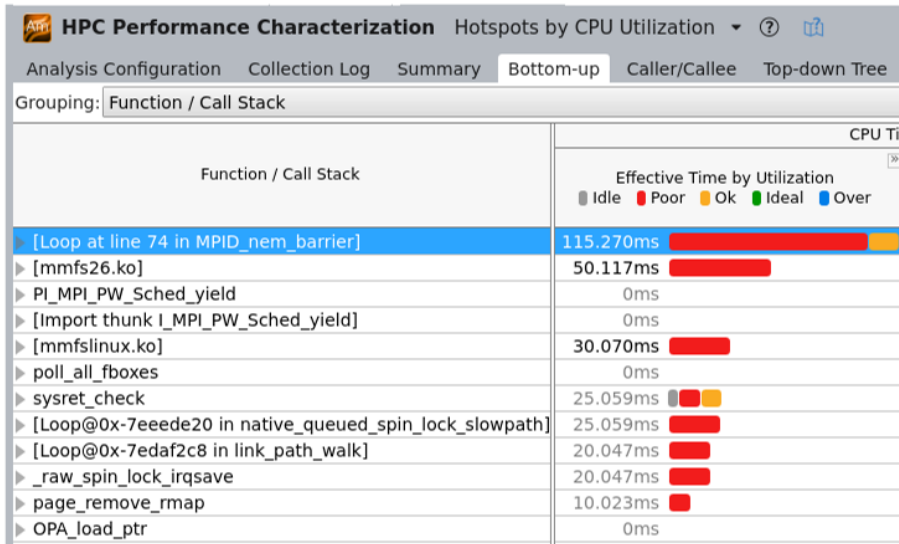 HPC Performance Characterization Hotspots by CPU Utilization
Analysis Configuration Collection Log Summary Bottom-up Caller/Callee Top-down Tree
Grouping: Function / Call Stack
CPU Ti
Function / Call Stack
Effective Time by Utilization
Idle Poor Ok Ideal Over
[Loop at line 74 in MPID_nem_barrier] 115.270ms
[mmfs26.ko] 50.117ms
PI_MPI_PW_Sched_yield 0ms
[Import thunk I_MPI_PW_Sched_yield] 0ms
[mmfslinux.ko] 30.070ms
poll_all_fboxes 0ms
sysret_check 25.059ms
[Loop@0x-7eeede20 in native_queued_spin_lock_slowpath] 25.059ms
[Loop@0x-7edaf2c8 in link_path_walk] 20.047ms
_raw_spin_lock_irqsave 20.047ms
page_remove_rmap 10.023ms
OPA_load_ptr 0ms